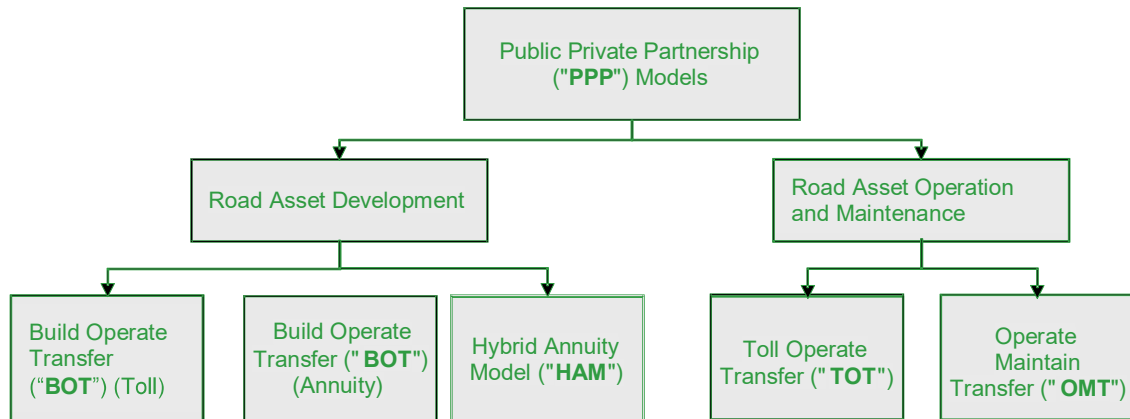 Public Private Partnership
("PPP") Models
Road Asset Development
Road Asset Operation
and Maintenance
Build Operate
Transfer
(“BOT”) (Toll)
Build Operate
Transfer (" BOT")
(Annuity)
Hybrid Annuity
Model ("HAM")
Toll Operate
Transfer (" TOT")
Operate
Maintain
Transfer (" OMT")